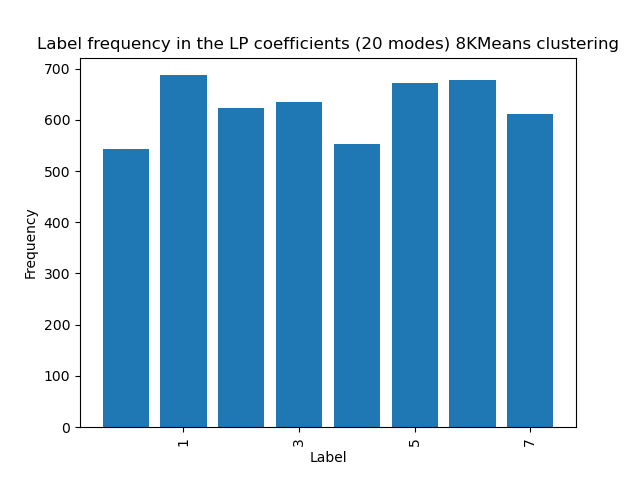 Label frequency in the LP coefficients (20 modes) 8KMeans clustering
700
600
500
400
300
200
100
0
Frequency
1 3 5 7
Label